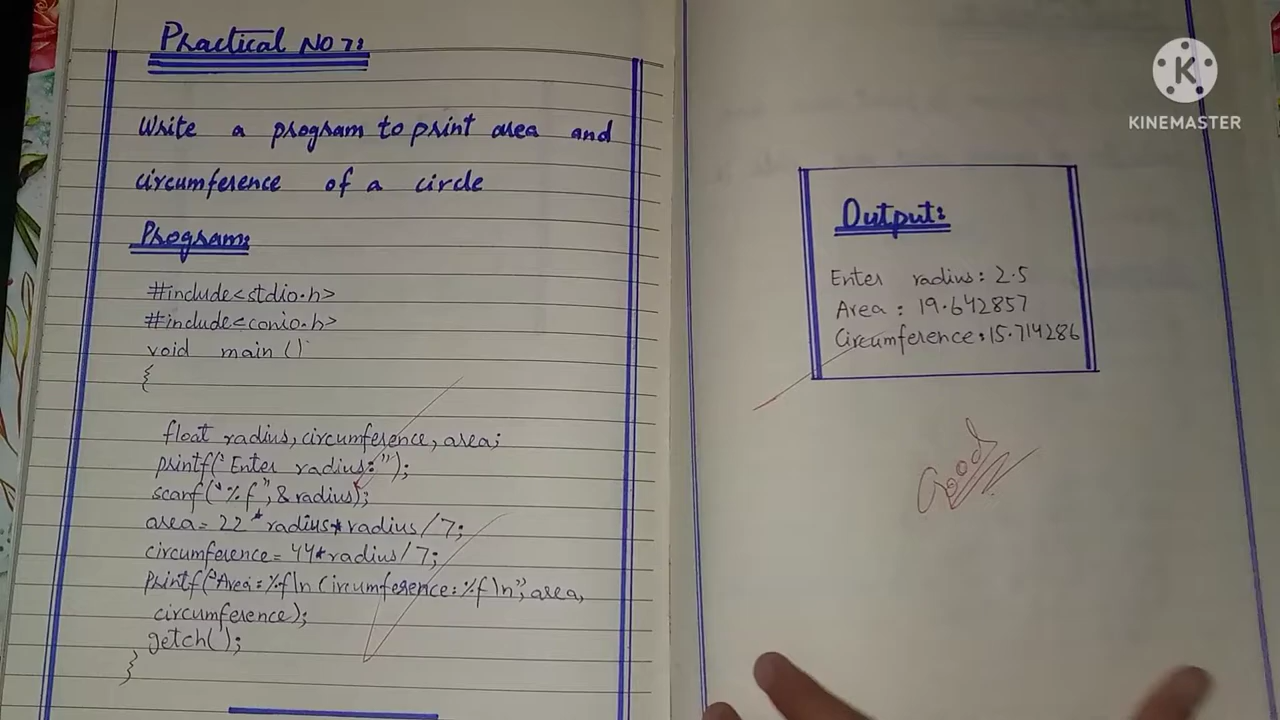 Practical NO 7:
Write a program to print area and
circumference of a circle
Program:
#include<stdio.h>
#include<conio.h>
void main ()
{
float radius, circumference, area;
printf("Enter radius:");
scanf("%f",&radius);
area = 22*radius*radius/7;
circumference = 44*radius/7;
printf("Area:%f\n Circumference:%f\n", area,
circumference);
getch();
}
Output:
Enter radius: 2.5
Area : 19.642857
Circumference:15.714286
Good
KINEMASTER